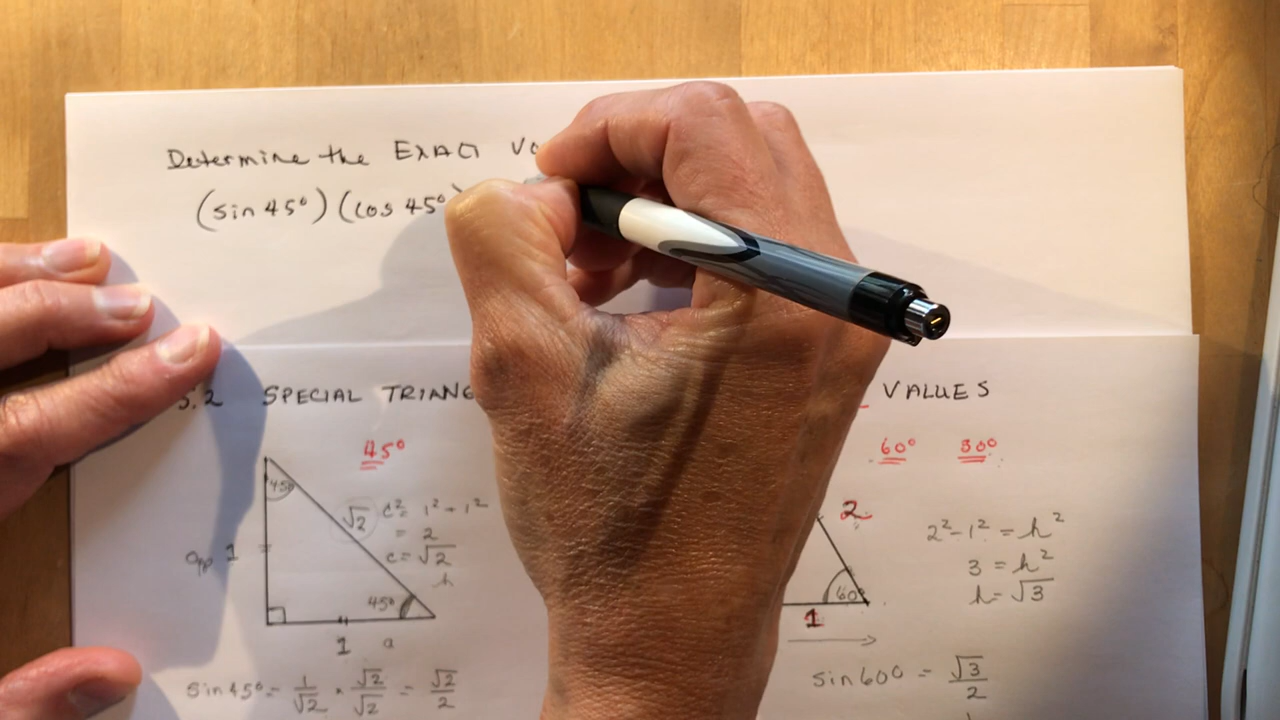 Determine the EXACT
(sin 45°) (cos 45°)
5.2 SPECIAL TRIANG VALUES
45° 60° 30°
45°
√2 c² = 1² + 1²
= 2
c = √2
h
opp 1
45°
1 a
sin 45° = 1/√2 × √2/√2 = √2/2
2
2² - 1² = h²
3 = h²
h = √3
60°
1
sin 60° = √3/2